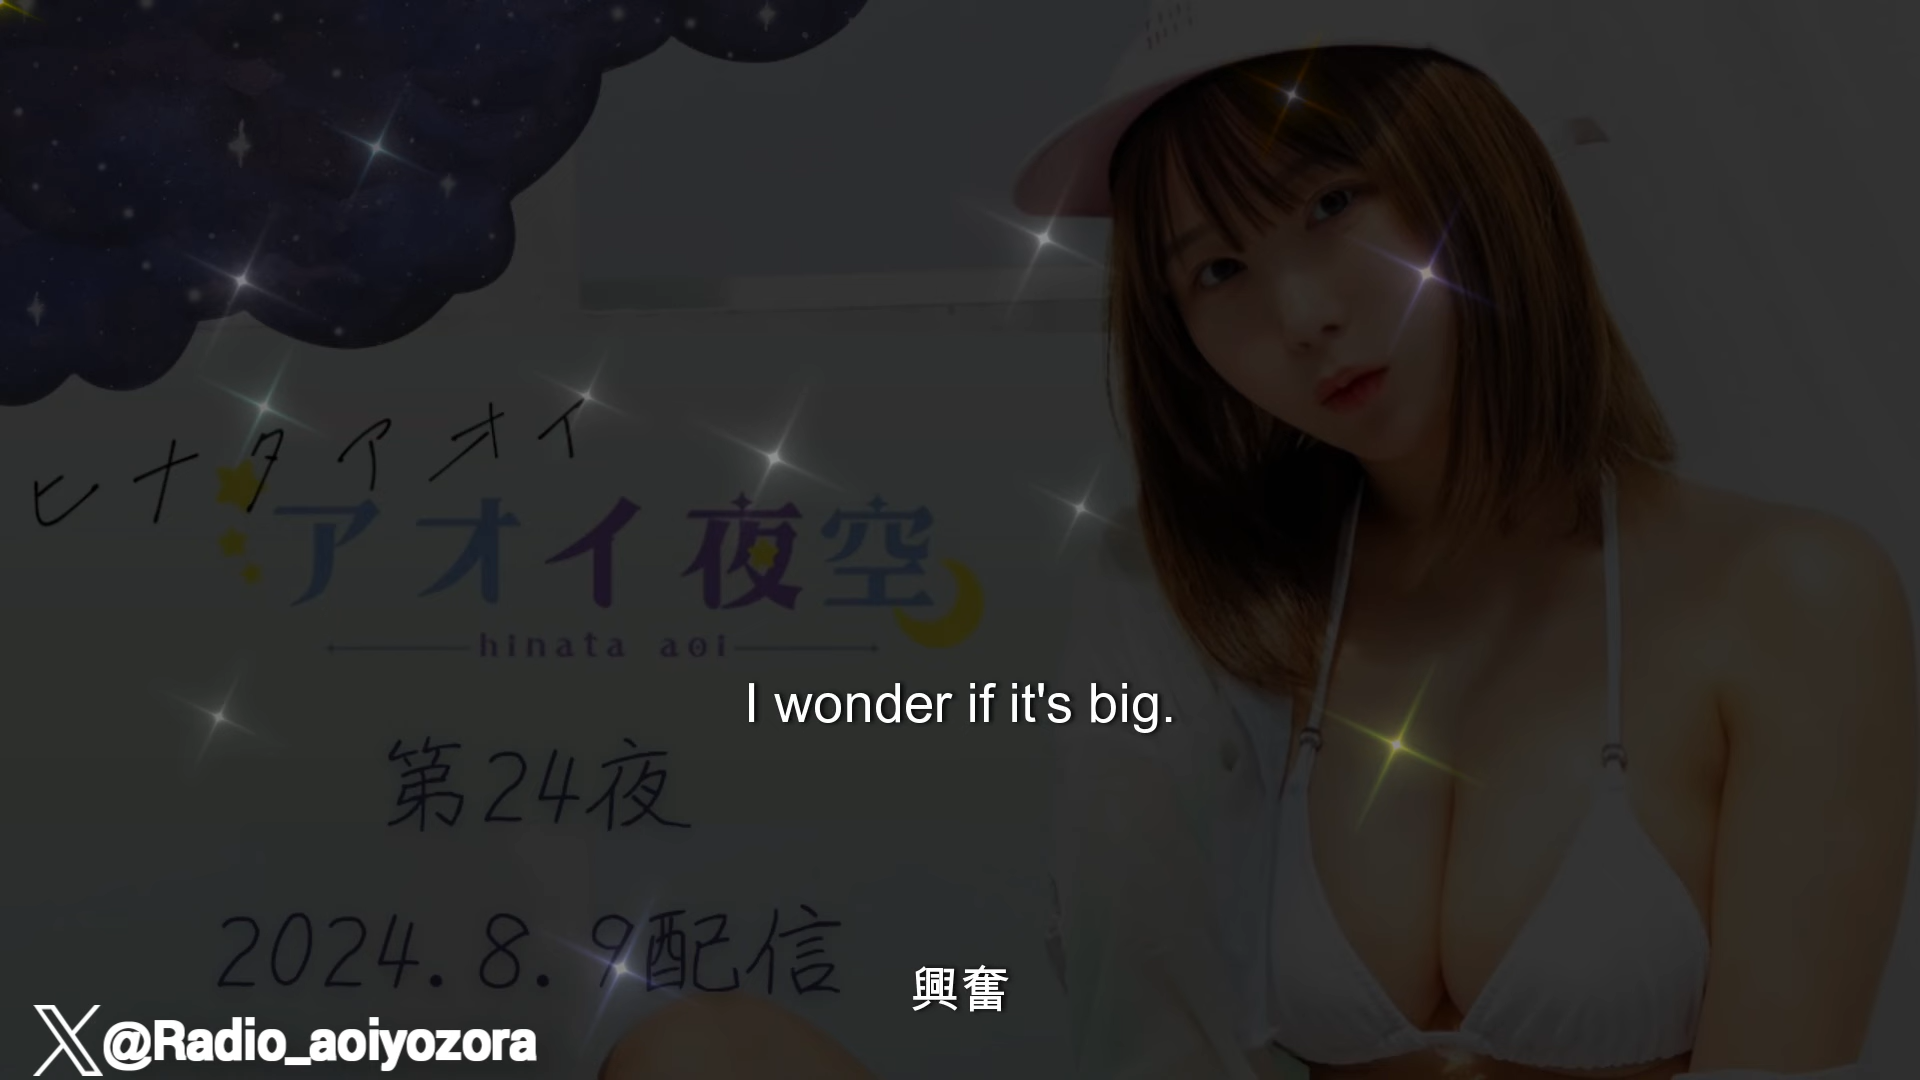 ヒナタアオイ
アオイ夜空
hinata aoi
I wonder if it's big.
第24夜
2024.8.9配信
興奮
X@Radio_aoiyozora